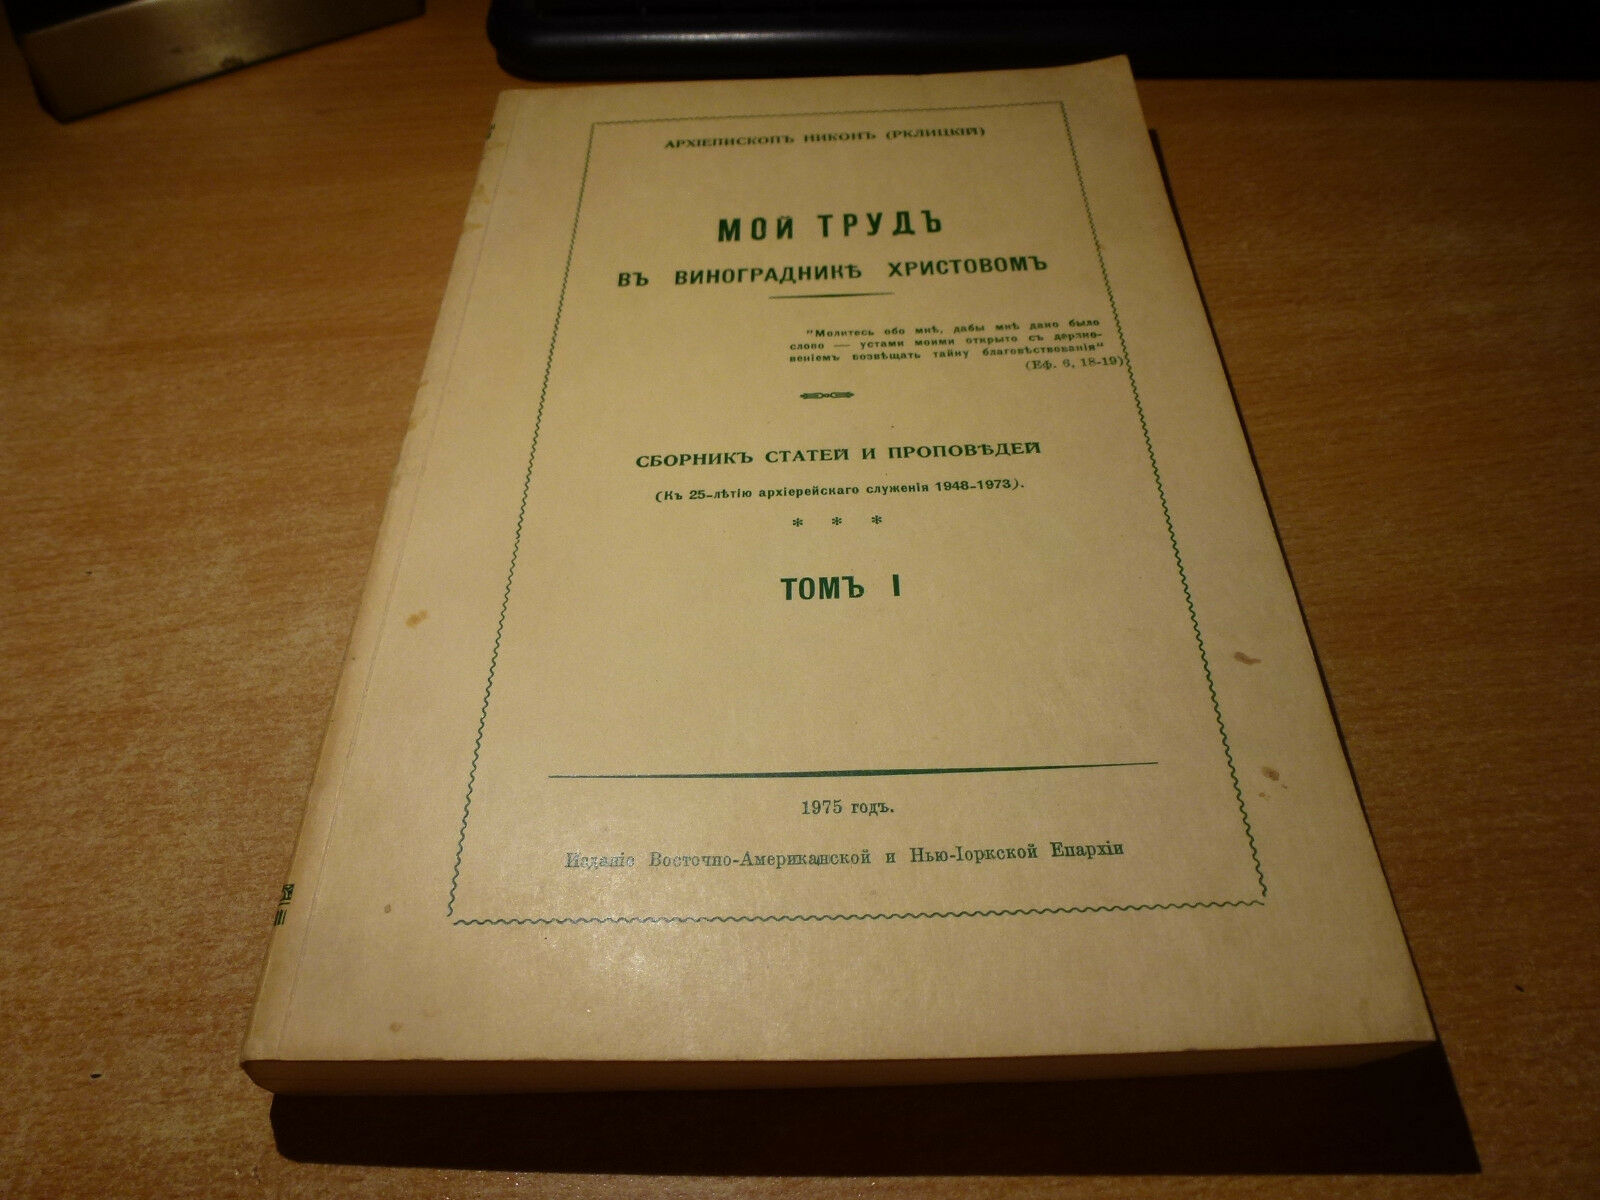 АРХІЕПИСКОПЪ НИКОНЪ (РКЛИЦКІЙ)
МОЙ ТРУДЪ
ВЪ ВИНОГРАДНИКѢ ХРИСТОВОМЪ
"Молитесь обо мнѣ, дабы мнѣ дано было
слово — устами моими открыто съ дерзно-
веніемъ возвѣщать тайну благовѣствованія"
(Еф. 6, 18-19)
СБОРНИКЪ СТАТЕЙ И ПРОПОВѢДЕЙ
(Къ 25-лѣтію архіерейскаго служенія 1948-1973).
* * *
ТОМЪ I
1975 годъ.
Изданіе Восточно-Американской и Нью-Іоркской Епархіи